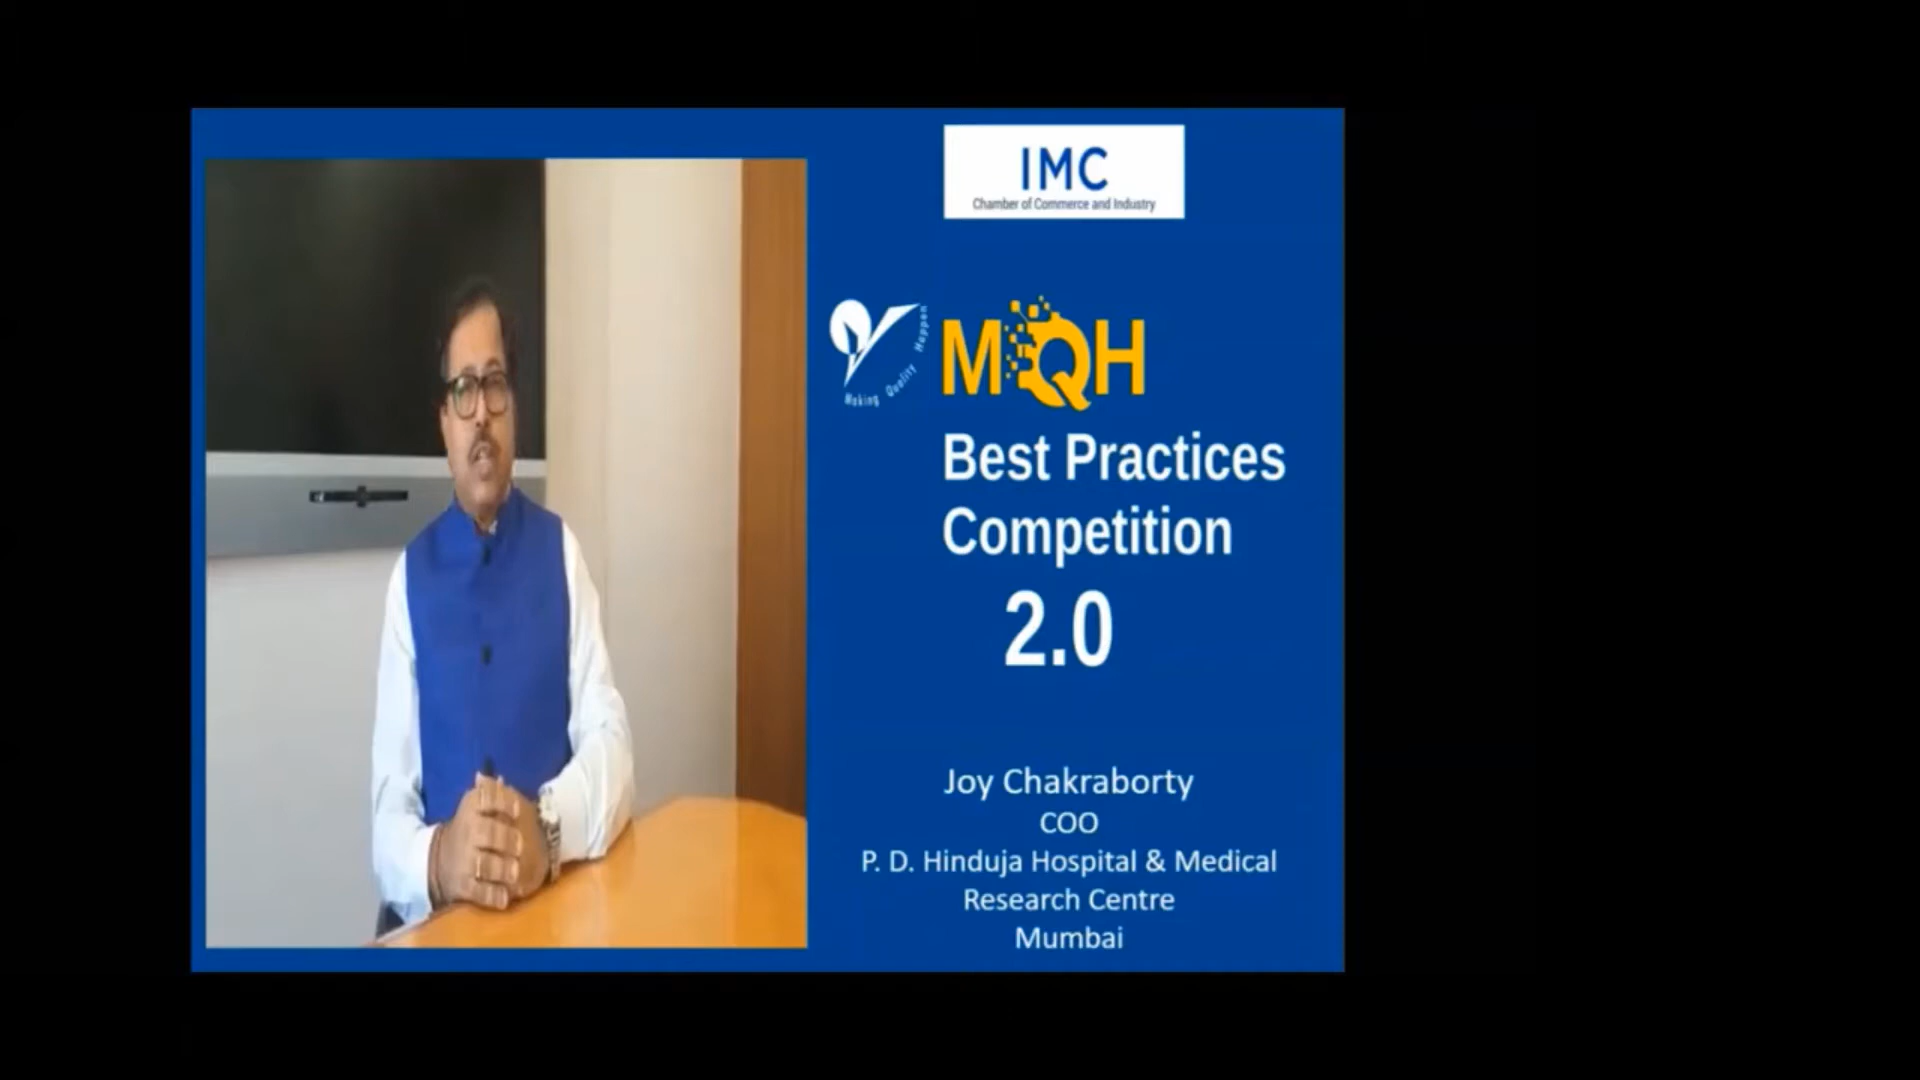 IMC
Chamber of Commerce and Industry
Making Quality Happen
MQH
Best Practices
Competition
2.0
Joy Chakraborty
COO
P. D. Hinduja Hospital & Medical
Research Centre
Mumbai